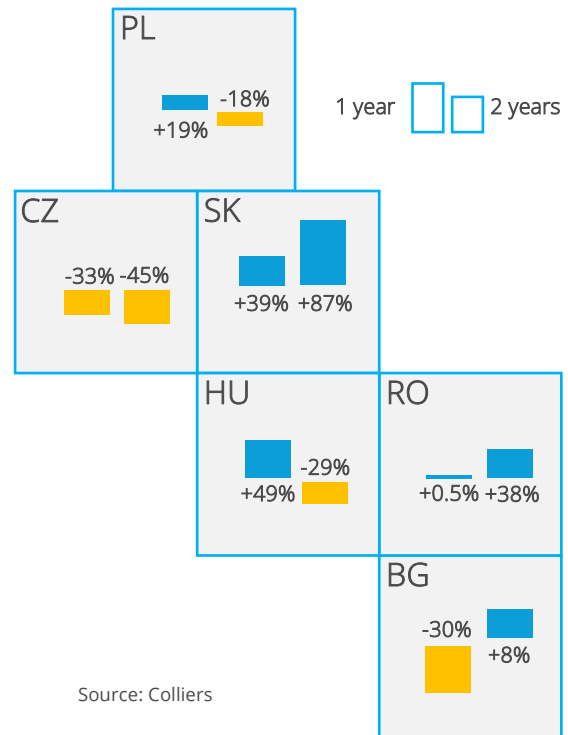 PL
-18%
+19%
1 year
2 years
CZ
-33% -45%
SK
+39% +87%
HU
-29%
+49%
RO
+0.5% +38%
BG
-30%
+8%
Source: Colliers